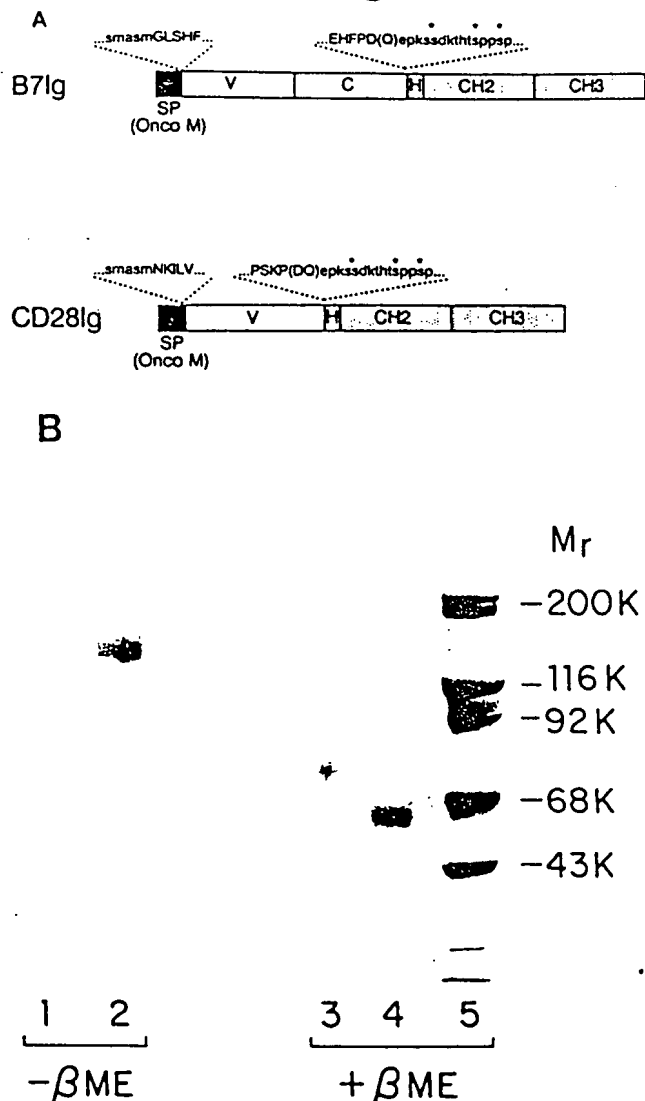 A
...smasmGLSHF...
...EHFPD(Q)epkssdkthtsppsp...
B7Ig
V
C
H
CH2
CH3
SP
(Onco M)
...smasmNKILV...
...PSKP(DQ)epkssdkthtsppsp...
CD28Ig
V
H
CH2
CH3
SP
(Onco M)
B
Mr
-200K
-116K
-92K
-68K
-43K
1 2 3 4 5
-βME +βME